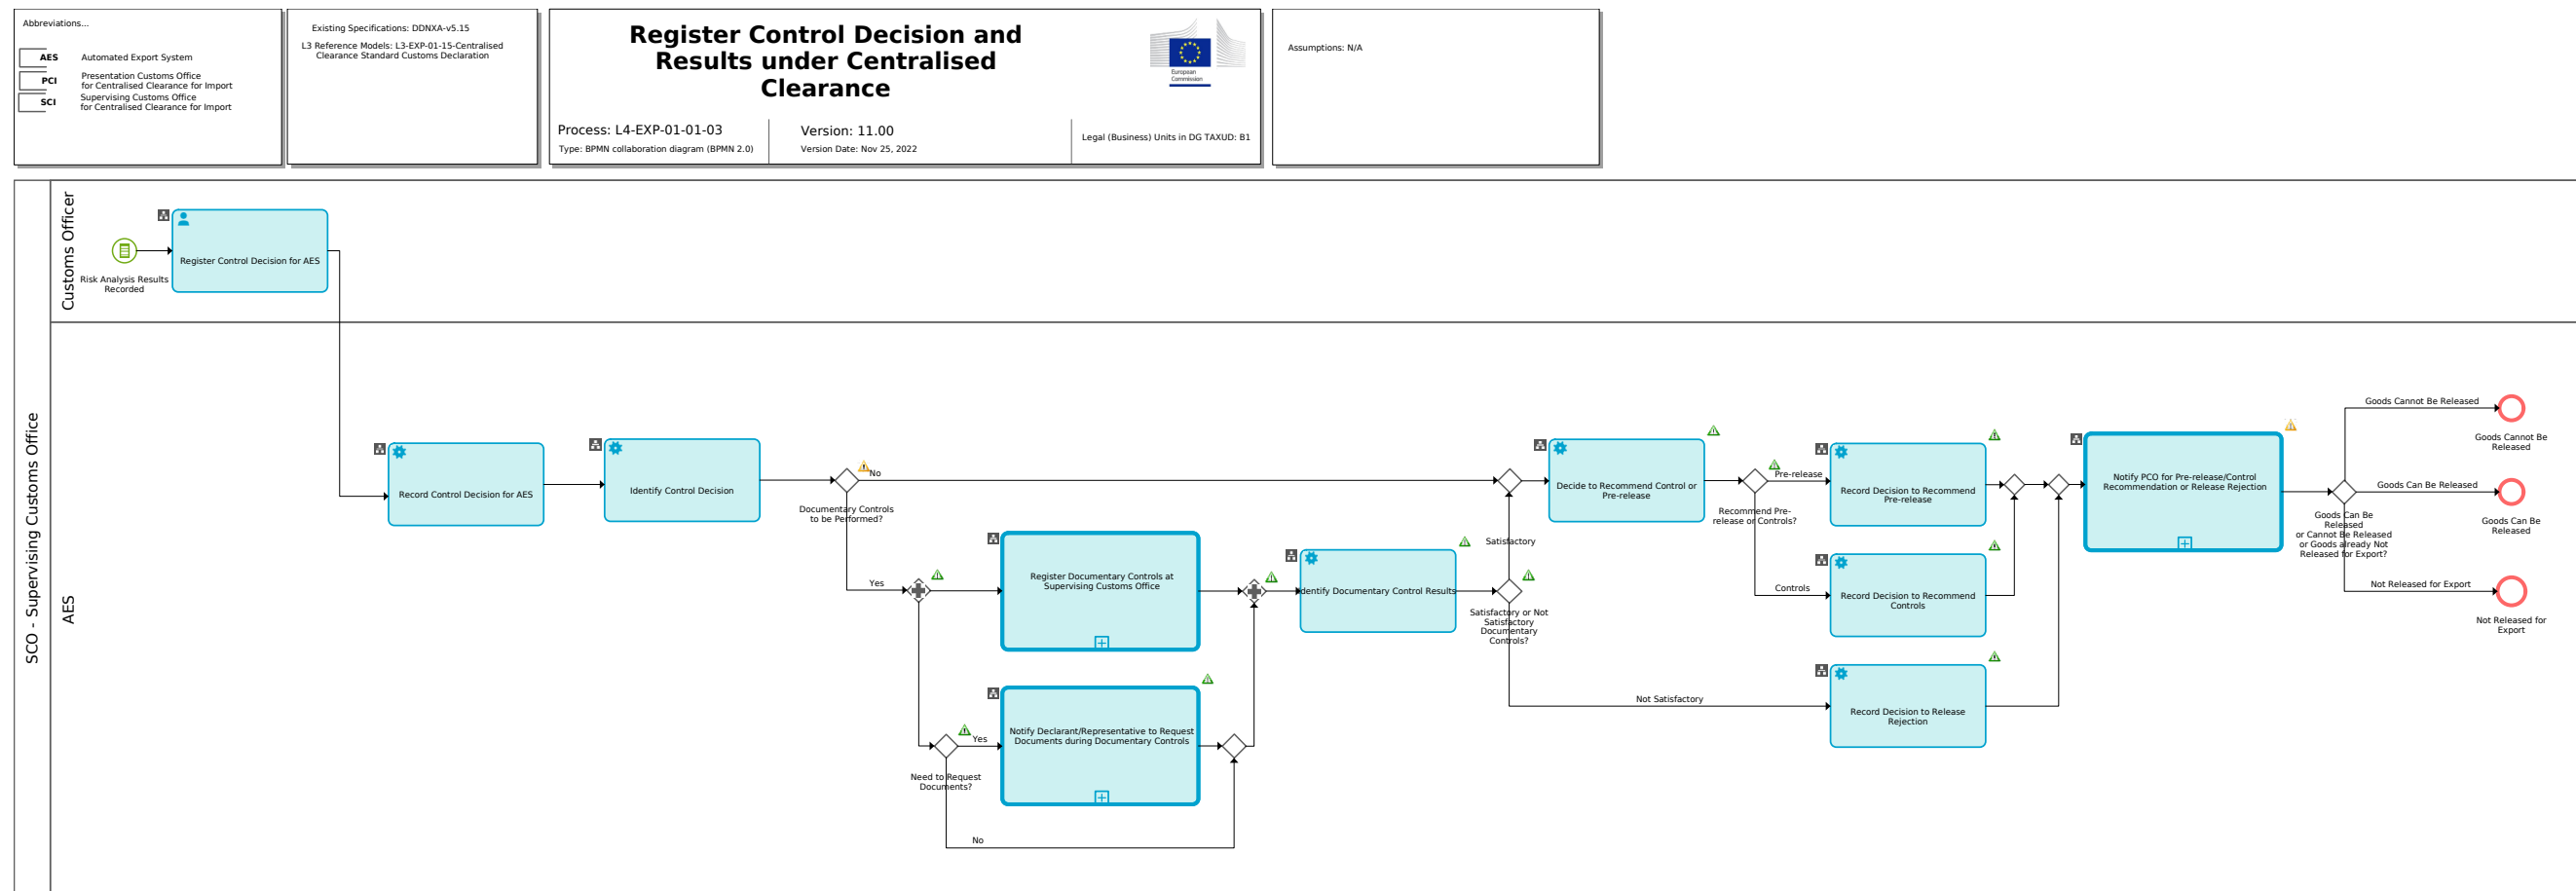 Abbreviations...
AES Automated Export System
PCI Presentation Customs Office
for Centralised Clearance for Import
SCI Supervising Customs Office
for Centralised Clearance for Import
Existing Specifications: DDNXA-v5.15
L3 Reference Models: L3-EXP-01-15-Centralised
Clearance Standard Customs Declaration
Register Control Decision and
Results under Centralised
Clearance
European
Commission
Process: L4-EXP-01-01-03
Type: BPMN collaboration diagram (BPMN 2.0)
Version: 11.00
Version Date: Nov 25, 2022
Legal (Business) Units in DG TAXUD: B1
Assumptions: N/A
SCO - Supervising Customs Office
Customs Officer
Risk Analysis Results
Recorded
Register Control Decision for AES
AES
Record Control Decision for AES
Identify Control Decision
No
Documentary Controls
to be Performed?
Yes
Register Documentary Controls at
Supervising Customs Office
Need to Request
Documents?
Yes
No
Notify Declarant/Representative to Request
Documents during Documentary Controls
Identify Documentary Control Results
Satisfactory
Satisfactory or Not
Satisfactory
Documentary
Controls?
Not Satisfactory
Decide to Recommend Control or
Pre-release
Recommend Pre-
release or Controls?
Pre-release
Controls
Record Decision to Recommend
Pre-release
Record Decision to Recommend
Controls
Record Decision to Release
Rejection
Notify PCO for Pre-release/Control
Recommendation or Release Rejection
Goods Can Be
Released
or Cannot Be Released
or Goods already Not
Released for Export?
Goods Cannot Be Released
Goods Cannot Be
Released
Goods Can Be Released
Goods Can Be
Released
Not Released for Export
Not Released for
Export